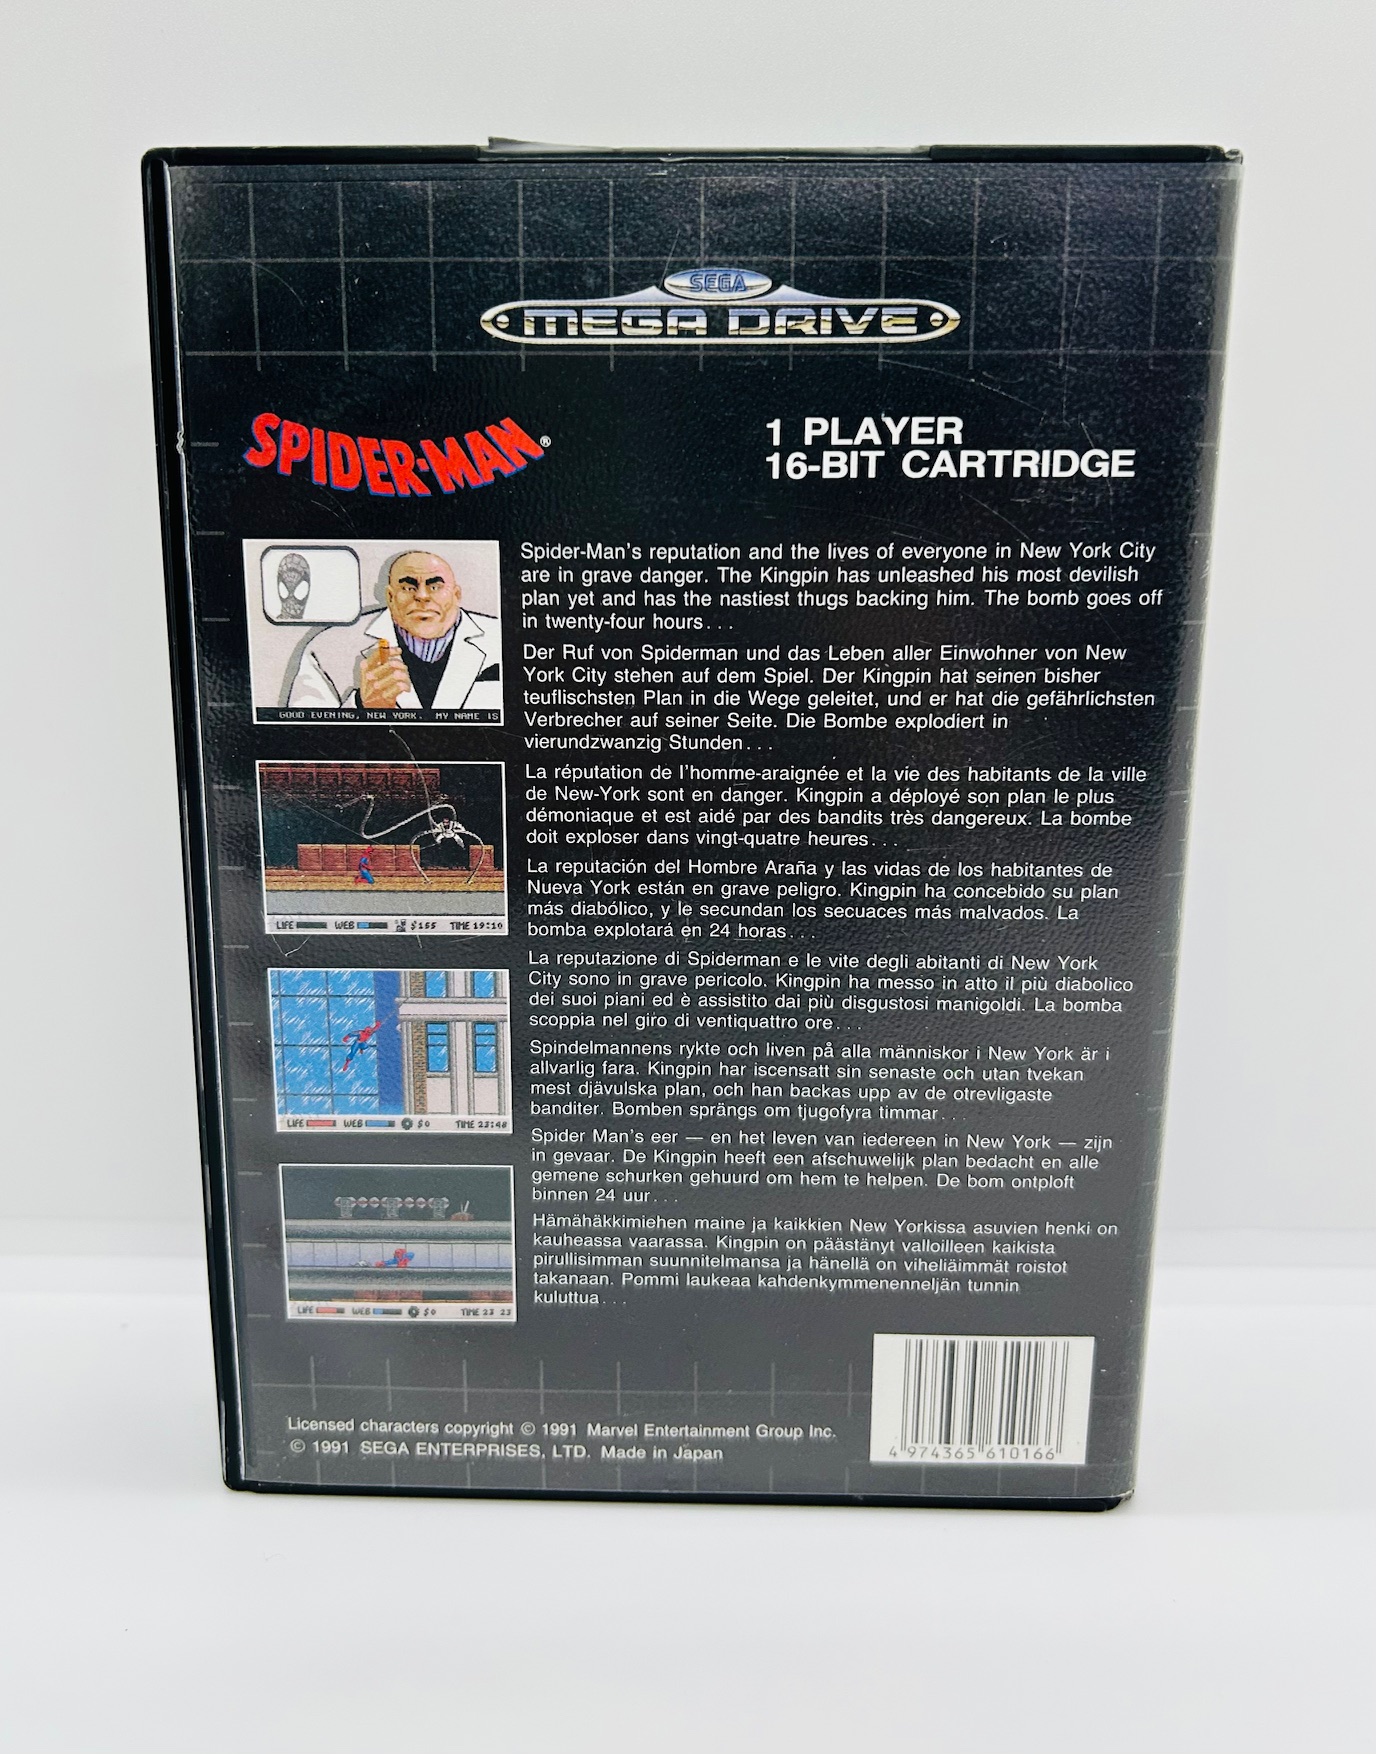 SEGA
MEGA DRIVE
SPIDER-MAN®
1 PLAYER
16-BIT CARTRIDGE
GOOD EVENING, NEW YORK. MY NAME IS
LIFE WEB $155 TIME 19:10
LIFE WEB $0 TIME 23:48
LIFE WEB $0 TIME 23 23
Spider-Man's reputation and the lives of everyone in New York City
are in grave danger. The Kingpin has unleashed his most devilish
plan yet and has the nastiest thugs backing him. The bomb goes off
in twenty-four hours...
Der Ruf von Spiderman und das Leben aller Einwohner von New
York City stehen auf dem Spiel. Der Kingpin hat seinen bisher
teuflischsten Plan in die Wege geleitet, und er hat die gefährlichsten
Verbrecher auf seiner Seite. Die Bombe explodiert in
vierundzwanzig Stunden...
La réputation de l'homme-araignée et la vie des habitants de la ville
de New-York sont en danger. Kingpin a déployé son plan le plus
démoniaque et est aidé par des bandits très dangereux. La bombe
doit exploser dans vingt-quatre heures...
La reputación del Hombre Araña y las vidas de los habitantes de
Nueva York están en grave peligro. Kingpin ha concebido su plan
más diabólico, y le secundan los secuaces más malvados. La
bomba explotará en 24 horas...
La reputazione di Spiderman e le vite degli abitanti di New York
City sono in grave pericolo. Kingpin ha messo in atto il più diabolico
dei suoi piani ed è assistito dai più disgustosi manigoldi. La bomba
scoppia nel giro di ventiquattro ore...
Spindelmannens rykte och liven på alla människor i New York är i
allvarlig fara. Kingpin har iscensatt sin senaste och utan tvekan
mest djävulska plan, och han backas upp av de otrevligaste
banditer. Bomben sprängs om tjugofyra timmar...
Spider Man's eer — en het leven van iedereen in New York — zijn
in gevaar. De Kingpin heeft een afschuwelijk plan bedacht en alle
gemene schurken gehuurd om hem te helpen. De bom ontploft
binnen 24 uur...
Hämähäkkimiehen maine ja kaikkien New Yorkissa asuvien henki on
kauheassa vaarassa. Kingpin on päästänyt valloilleen kaikista
pirullisimman suunnitelmansa ja hänellä on viheliäimmät roistot
takanaan. Pommi laukeaa kahdenkymmenenneljän tunnin
kuluttua...
Licensed characters copyright © 1991 Marvel Entertainment Group Inc.
© 1991 SEGA ENTERPRISES, LTD. Made in Japan
4 974365 610166